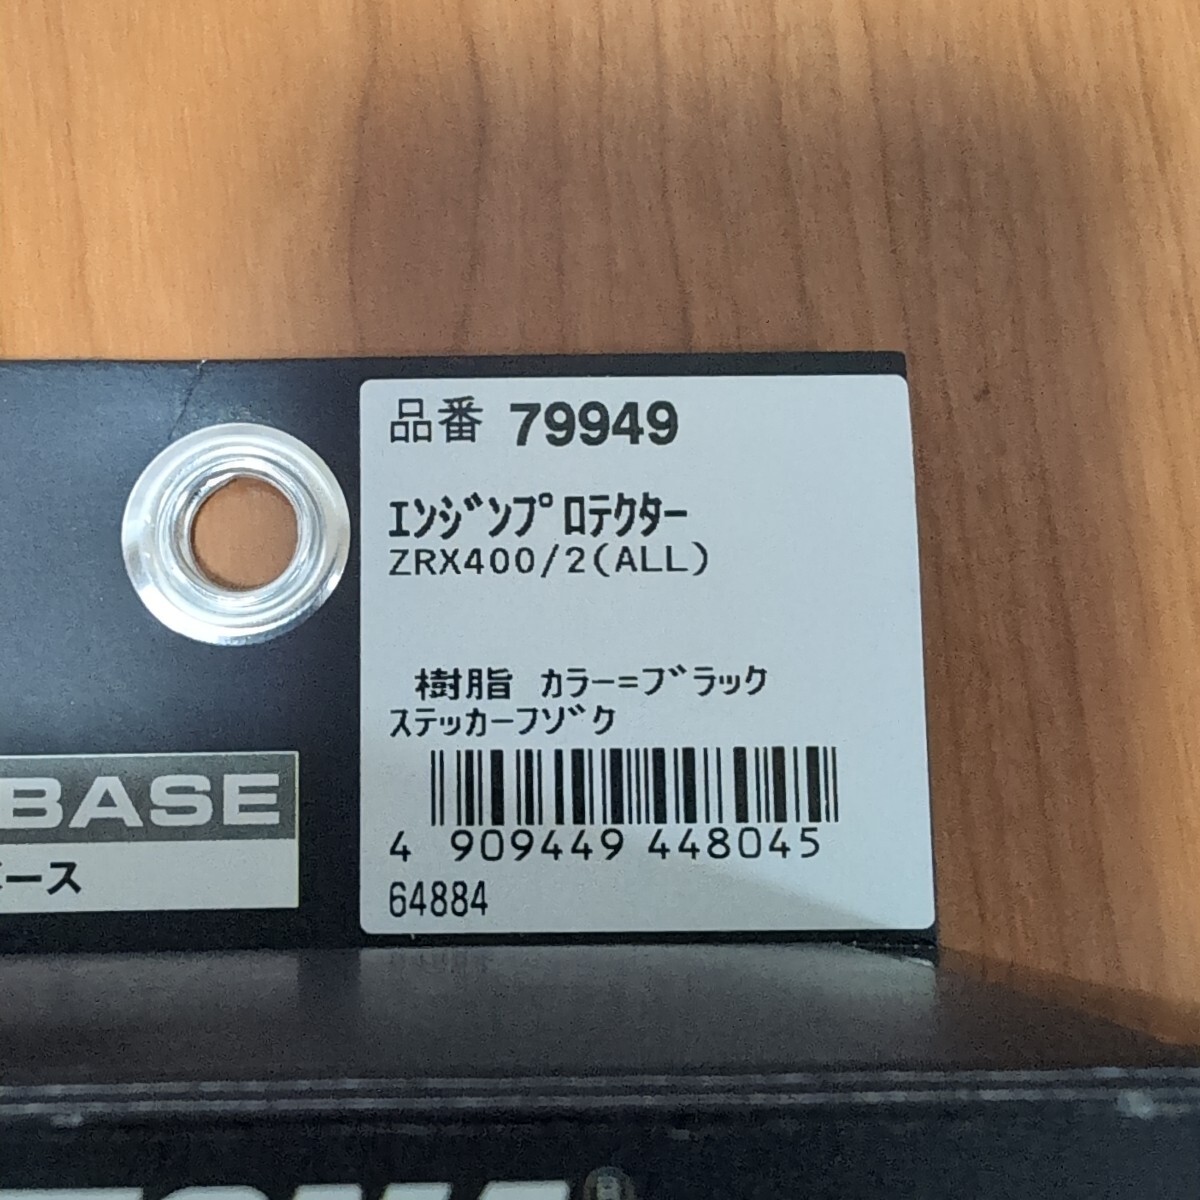 品番 79949
ｴﾝｼﾞﾝﾌﾟﾛﾃｸﾀｰ
ZRX400/2(ALL)
樹脂 ｶﾗｰ=ﾌﾞﾗｯｸ
ｽﾃｯｶｰﾌｿﾞｸ
4 909449 448045
64884
BASE
ース